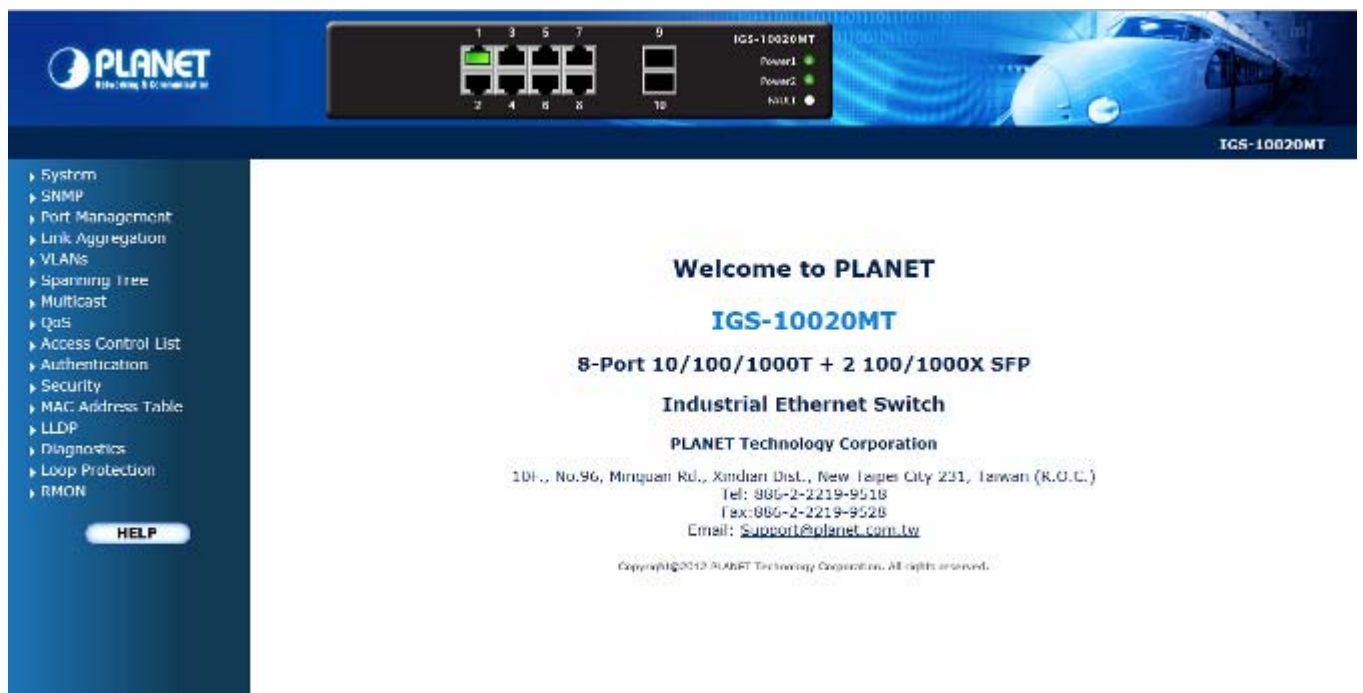 PLANET
Networking & Communication
1 3 5 7 9
2 4 6 8 10
IGS-10020MT
Power1
Power2
FAULT
IGS-10020MT
System
SNMP
Port Management
Link Aggregation
VLANs
Spanning Tree
Multicast
QoS
Access Control List
Authentication
Security
MAC Address Table
LLDP
Diagnostics
Loop Protection
RMON
HELP
Welcome to PLANET
IGS-10020MT
8-Port 10/100/1000T + 2 100/1000X SFP
Industrial Ethernet Switch
PLANET Technology Corporation
10F., No.96, Minquan Rd., Xindian Dist., New Taipei City 231, Taiwan (R.O.C.)
Tel: 886-2-2219-9518
Fax:886-2-2219-9528
Email: Support@planet.com.tw
Copyright©2012 PLANET Technology Corporation. All rights reserved.